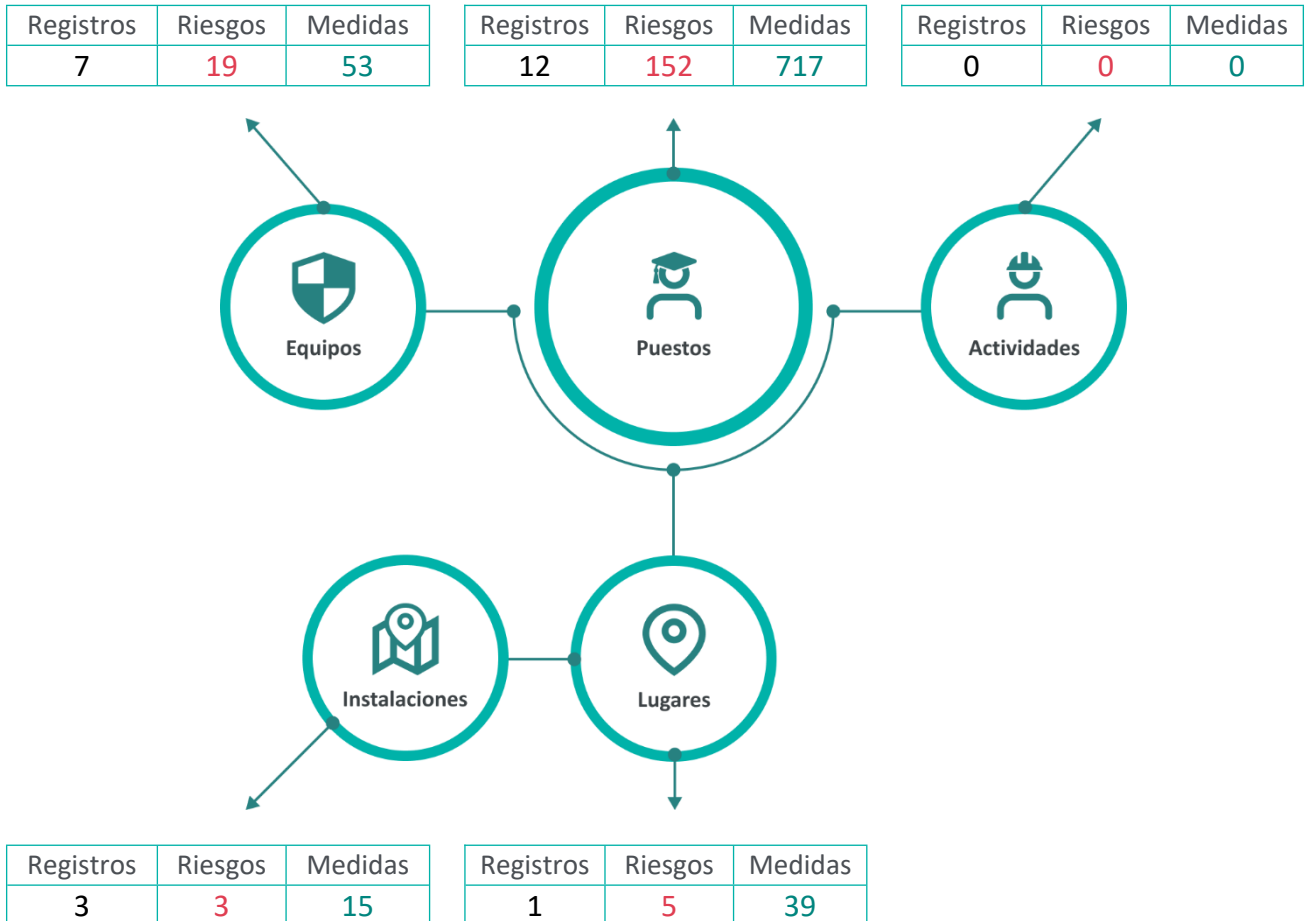 Registros Riesgos Medidas
7 19 53
Registros Riesgos Medidas
12 152 717
Registros Riesgos Medidas
0 0 0
Equipos
Puestos
Actividades
Instalaciones
Lugares
Registros Riesgos Medidas
3 3 15
Registros Riesgos Medidas
1 5 39